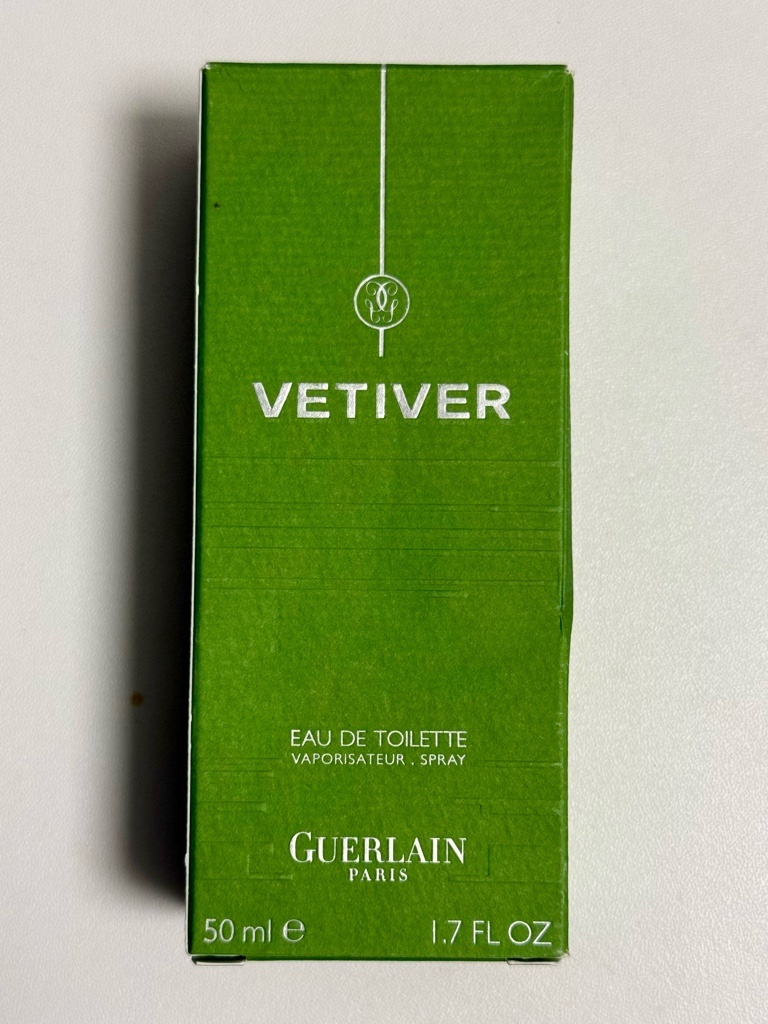 VETIVER
EAU DE TOILETTE
VAPORISATEUR . SPRAY
GUERLAIN
PARIS
50 ml ℮ 1.7 FL OZ